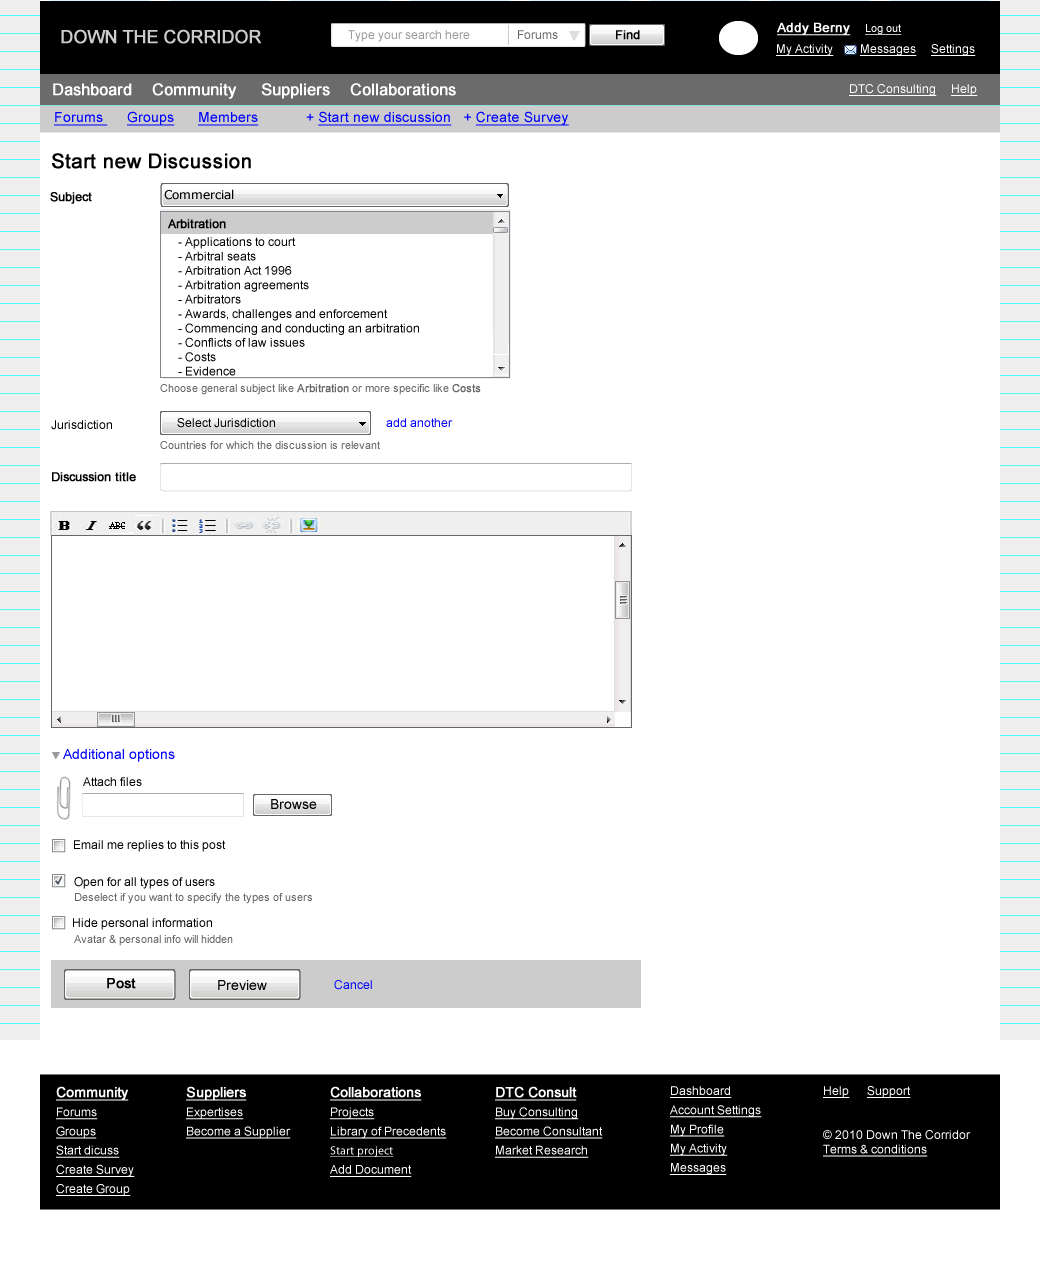 DOWN THE CORRIDOR
Type your search here Forums Find
Addy Berny Log out
My Activity Messages Settings
Dashboard Community Suppliers Collaborations DTC Consulting Help
Forums Groups Members + Start new discussion + Create Survey
Start new Discussion
Subject Commercial
Arbitration
- Applications to court
- Arbitral seats
- Arbitration Act 1996
- Arbitration agreements
- Arbitrators
- Awards, challenges and enforcement
- Commencing and conducting an arbitration
- Conflicts of law issues
- Costs
- Evidence
Choose general subject like Arbitration or more specific like Costs
Jurisdiction Select Jurisdiction add another
Countries for which the discussion is relevant
Discussion title
B I ABC
Additional options
Attach files
Browse
Email me replies to this post
Open for all types of users
Deselect if you want to specify the types of users
Hide personal information
Avatar & personal info will hidden
Post Preview Cancel
Community
Forums
Groups
Start dicuss
Create Survey
Create Group
Suppliers
Expertises
Become a Supplier
Collaborations
Projects
Library of Precedents
Start project
Add Document
DTC Consult
Buy Consulting
Become Consultant
Market Research
Dashboard
Account Settings
My Profile
My Activity
Messages
Help Support
© 2010 Down The Corridor
Terms & conditions